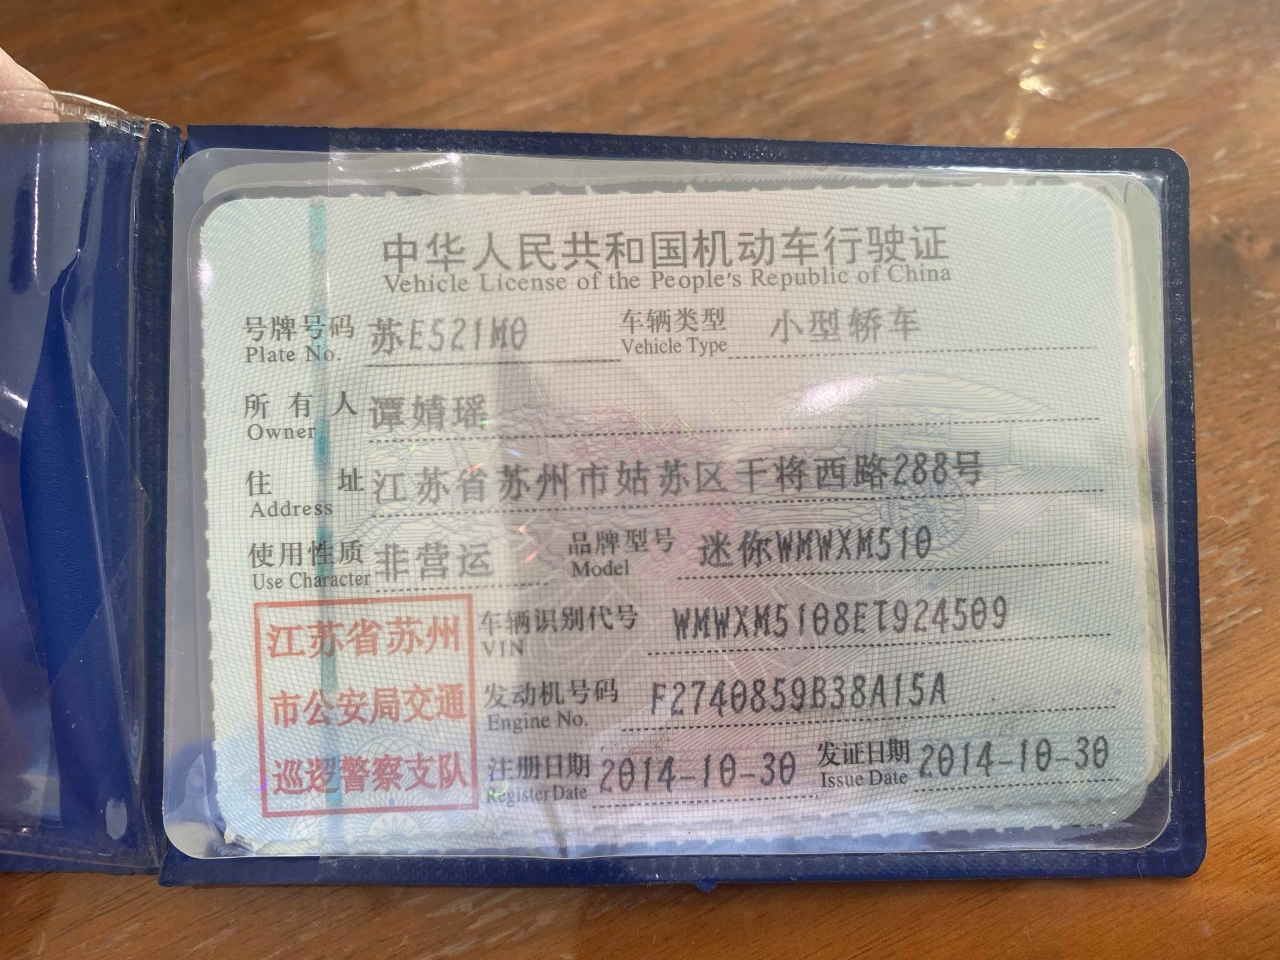 中华人民共和国机动车行驶证
Vehicle License of the People's Republic of China
号牌号码 苏E521M0 车辆类型 小型轿车
Plate No. Vehicle Type
所有人 谭婧瑶
Owner
住址 江苏省苏州市姑苏区干将西路288号
Address
使用性质 非营运 品牌型号 迷你WMWXM510
Use Character Model
江苏省苏州
市公安局交通
巡逻警察支队
车辆识别代号 WMWXM5108ET924509
VIN
发动机号码 F2740859B38A15A
Engine No.
注册日期 2014-10-30 发证日期 2014-10-30
Register Date Issue Date